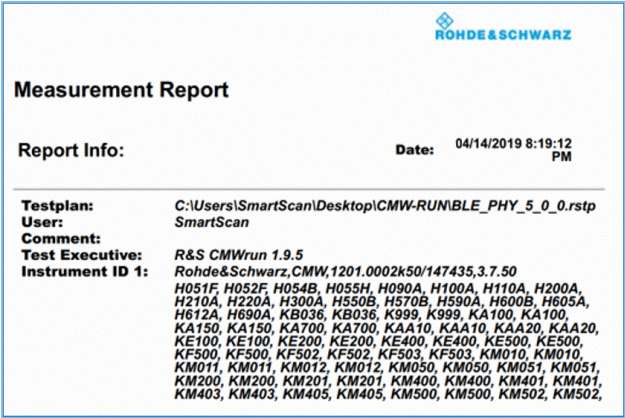 ROHDE&SCHWARZ
Measurement Report
Report Info:
Date: 04/14/2019 8:19:12
PM
Testplan: C:\Users\SmartScan\Desktop\CMW-RUN\BLE_PHY_5_0_0.rstp
User: SmartScan
Comment:
Test Executive: R&S CMWrun 1.9.5
Instrument ID 1: Rohde&Schwarz,CMW,1201.0002k50/147435,3.7.50
H051F, H052F, H054B, H055H, H090A, H100A, H110A, H200A,
H210A, H220A, H300A, H550B, H570B, H590A, H600B, H605A,
H612A, H690A, KB036, KB036, K999, K999, KA100, KA100,
KA150, KA150, KA700, KA700, KAA10, KAA10, KAA20, KAA20,
KE100, KE100, KE200, KE200, KE400, KE400, KE500, KE500,
KF500, KF500, KF502, KF502, KF503, KF503, KM010, KM010,
KM011, KM011, KM012, KM012, KM050, KM050, KM051, KM051,
KM200, KM200, KM201, KM201, KM400, KM400, KM401, KM401,
KM403, KM403, KM405, KM405, KM500, KM500, KM502, KM502,